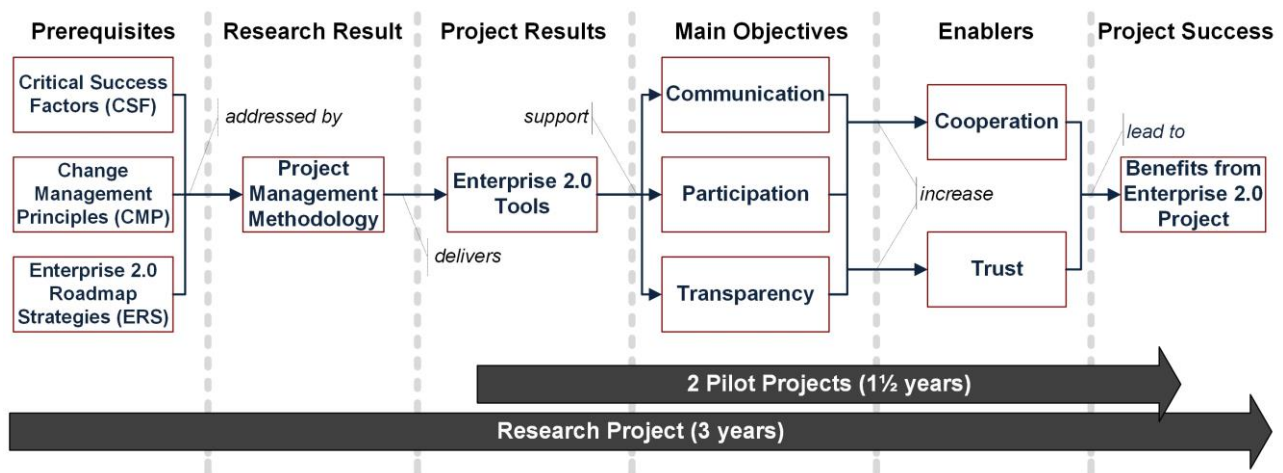 Prerequisites
Research Result
Project Results
Main Objectives
Enablers
Project Success
Critical Success
Factors (CSF)
addressed by
Change
Management
Principles (CMP)
Enterprise 2.0
Roadmap
Strategies (ERS)
Project
Management
Methodology
delivers
Enterprise 2.0
Tools
support
Communication
Participation
Transparency
increase
Cooperation
Trust
lead to
Benefits from
Enterprise 2.0
Project
2 Pilot Projects (1½ years)
Research Project (3 years)